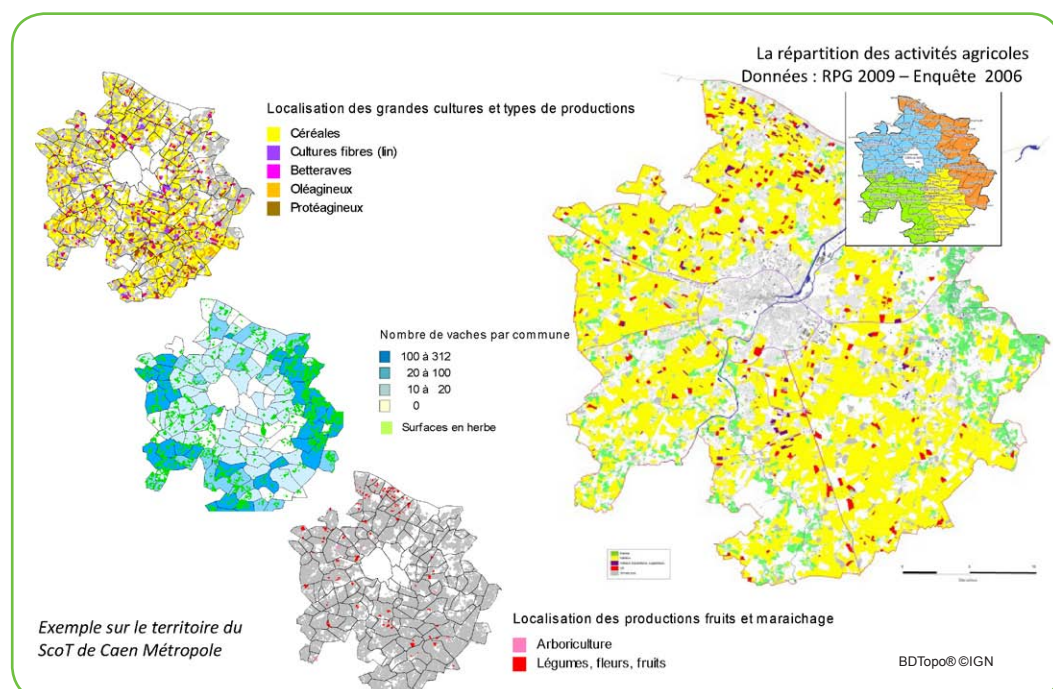 La répartition des activités agricoles
Données : RPG 2009 – Enquête 2006
Localisation des grandes cultures et types de productions
Céréales
Cultures fibres (lin)
Betteraves
Oléagineux
Protéagineux
Nombre de vaches par commune
100 à 312
20 à 100
10 à 20
0
Surfaces en herbe
Localisation des productions fruits et maraichage
Arboriculture
Légumes, fleurs, fruits
Exemple sur le territoire du
ScoT de Caen Métropole
BDTopo® ©IGN